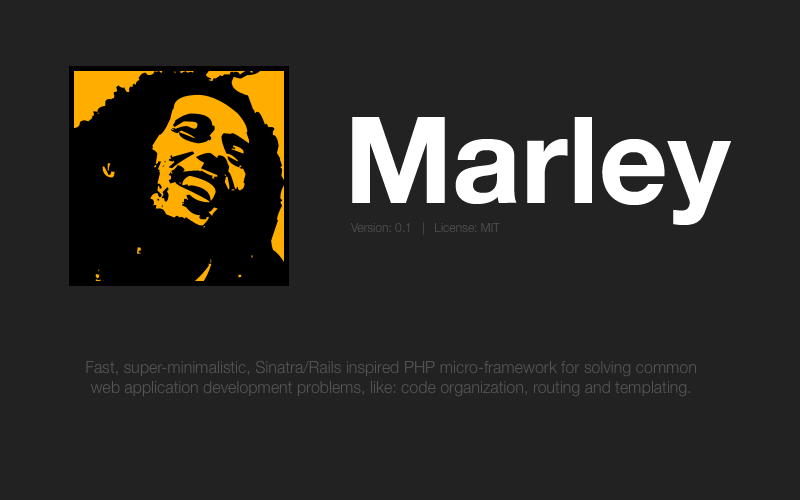 Marley
Version: 0.1 | License: MIT
Fast, super-minimalistic, Sinatra/Rails inspired PHP micro-framework for solving common
web application development problems, like: code organization, routing and templating.